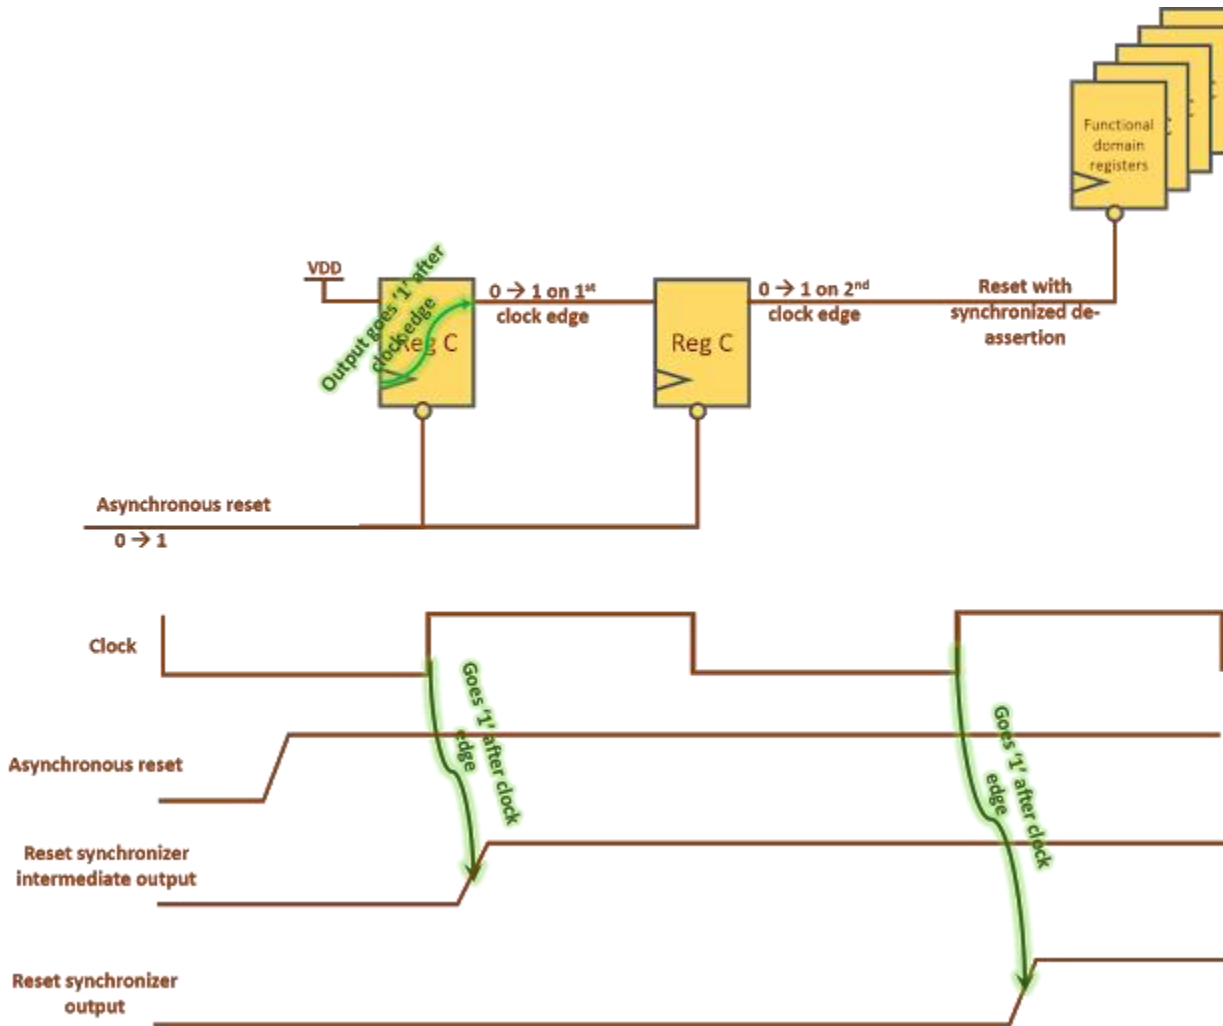 Functional
domain
registers
VDD
Output goes '1' after
clock edge
Reg C
0 → 1 on 1st
clock edge
Reg C
0 → 1 on 2nd
clock edge
Reset with
synchronized de-
assertion
Asynchronous reset
0 → 1
Clock
Goes '1' after clock
edge
Goes '1' after clock
edge
Asynchronous reset
Reset synchronizer
intermediate output
Reset synchronizer
output